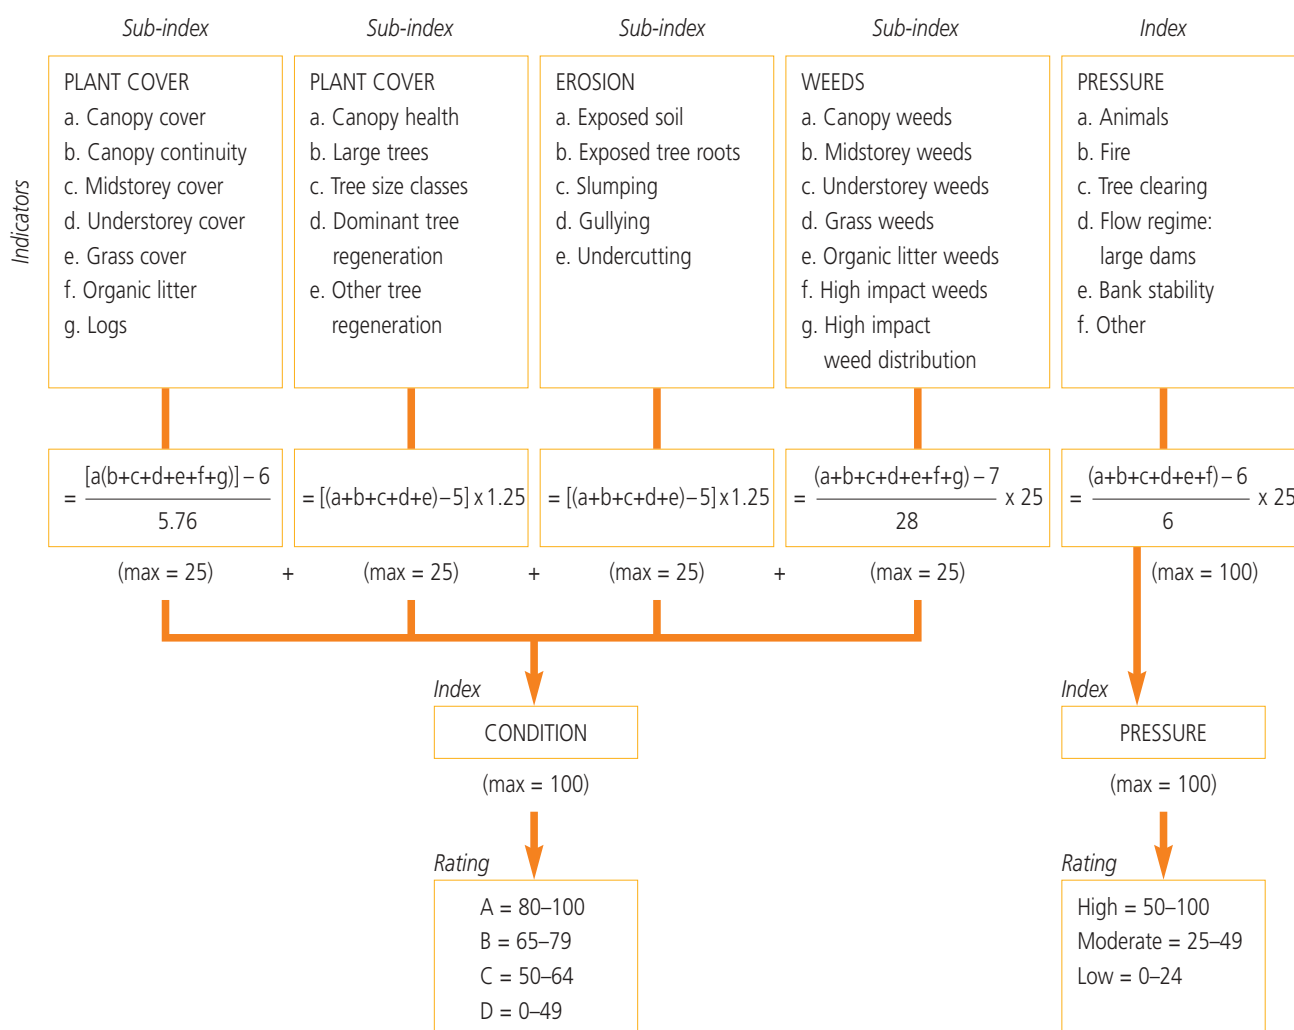 Sub-index
Sub-index
Sub-index
Sub-index
Index
Indicators
PLANT COVER
a. Canopy cover
b. Canopy continuity
c. Midstorey cover
d. Understorey cover
e. Grass cover
f. Organic litter
g. Logs
PLANT COVER
a. Canopy health
b. Large trees
c. Tree size classes
d. Dominant tree
regeneration
e. Other tree
regeneration
EROSION
a. Exposed soil
b. Exposed tree roots
c. Slumping
d. Gullying
e. Undercutting
WEEDS
a. Canopy weeds
b. Midstorey weeds
c. Understorey weeds
d. Grass weeds
e. Organic litter weeds
f. High impact weeds
g. High impact
weed distribution
PRESSURE
a. Animals
b. Fire
c. Tree clearing
d. Flow regime:
large dams
e. Bank stability
f. Other
= [a(b+c+d+e+f+g)] – 6
5.76
= [(a+b+c+d+e)–5] x 1.25
= [(a+b+c+d+e)–5] x 1.25
= (a+b+c+d+e+f+g) – 7
28 x 25
= (a+b+c+d+e+f) – 6
6 x 25
(max = 25) + (max = 25) + (max = 25) + (max = 25)
(max = 100)
Index
CONDITION
(max = 100)
Rating
A = 80–100
B = 65–79
C = 50–64
D = 0–49
Index
PRESSURE
(max = 100)
Rating
High = 50–100
Moderate = 25–49
Low = 0–24